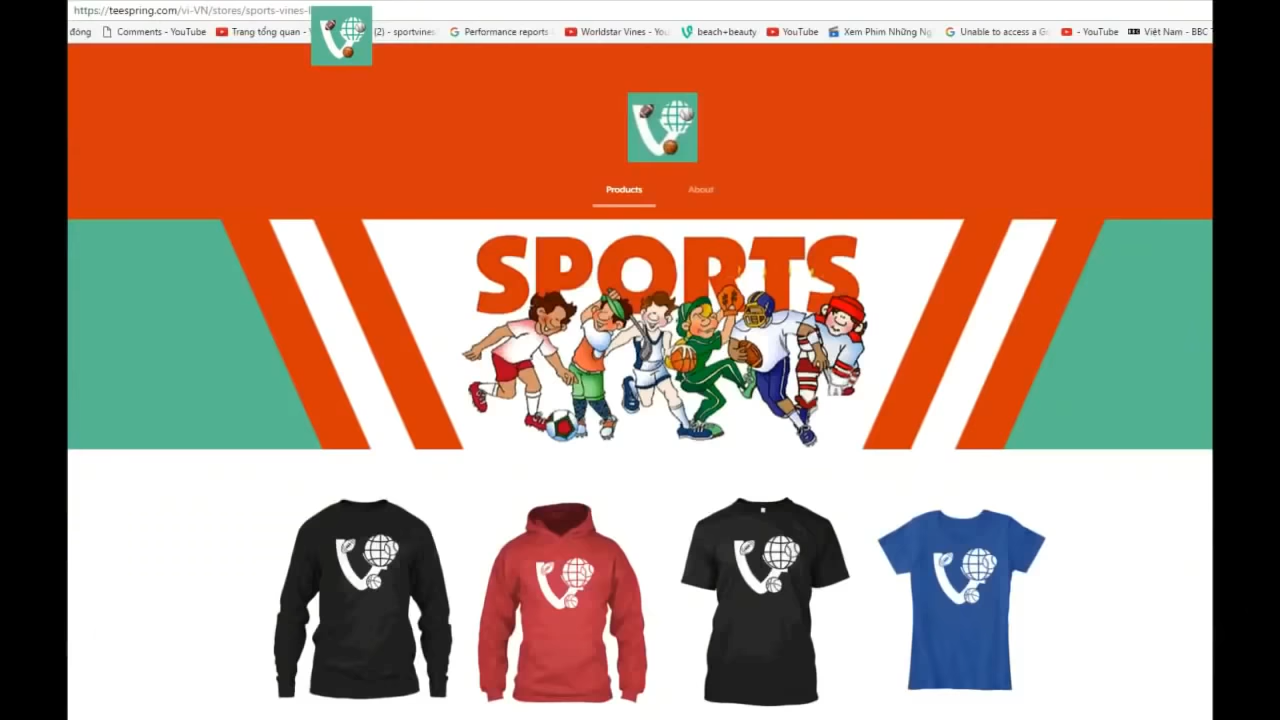 https://teespring.com/vi-VN/stores/sports-vines-
đóng Comments - YouTube Trang tổng quan - (2) - sportvines Performance reports Worldstar Vines - You beach+beauty YouTube Xem Phim Những Ng Unable to access a G - YouTube BBC Việt Nam - BBC
Products About
SPORTS